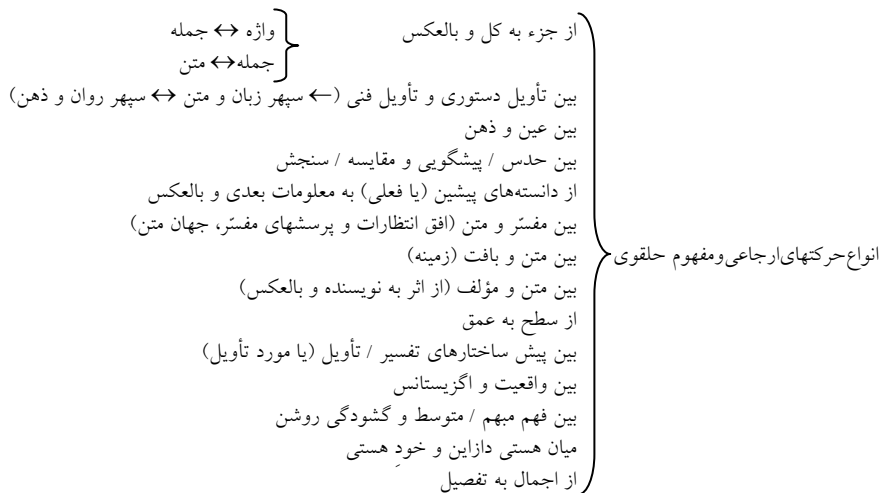 انواع حرکتهای ارجاعی و مفهوم حلقوی
از جزء به کل و بالعکس
واژه ↔ جمله
جمله↔ متن
بین تأویل دستوری و تأویل فنی (← سپهر زبان و متن ↔ سپهر روان و ذهن)
بین عین و ذهن
بین حدس / پیشگویی و مقایسه / سنجش
از دانسته‌های پیشین (یا فعلی) به معلومات بعدی و بالعکس
بین مفسّر و متن (افق انتظارات و پرسشهای مفسّر، جهان متن)
بین متن و بافت (زمینه)
بین متن و مؤلف (از اثر به نویسنده و بالعکس)
از سطح به عمق
بین پیش ساختارهای تفسیر / تأویل (یا مورد تأویل)
بین واقعیت و اگزیستانس
بین فهم مبهم / متوسط و گشودگی روشن
میان هستی دازاین و خودِ هستی
از اجمال به تفصیل